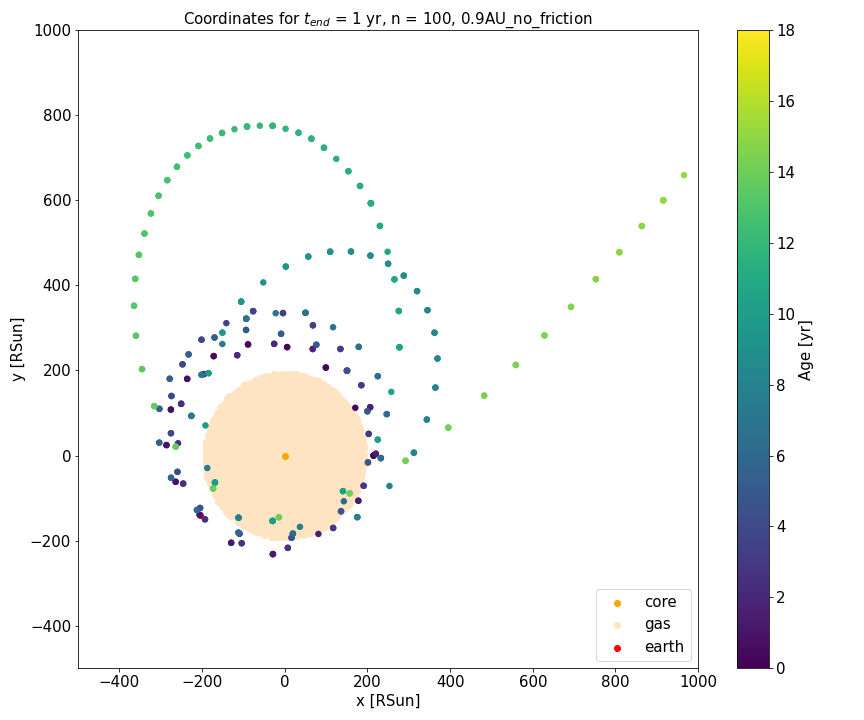 Coordinates for t_end = 1 yr, n = 100, 0.9AU_no_friction
1000
800
600
400
200
0
−200
−400
y [RSun]
−400 −200 0 200 400 600 800 1000
x [RSun]
core
gas
earth
18
16
14
12
10
8
6
4
2
0
Age [yr]